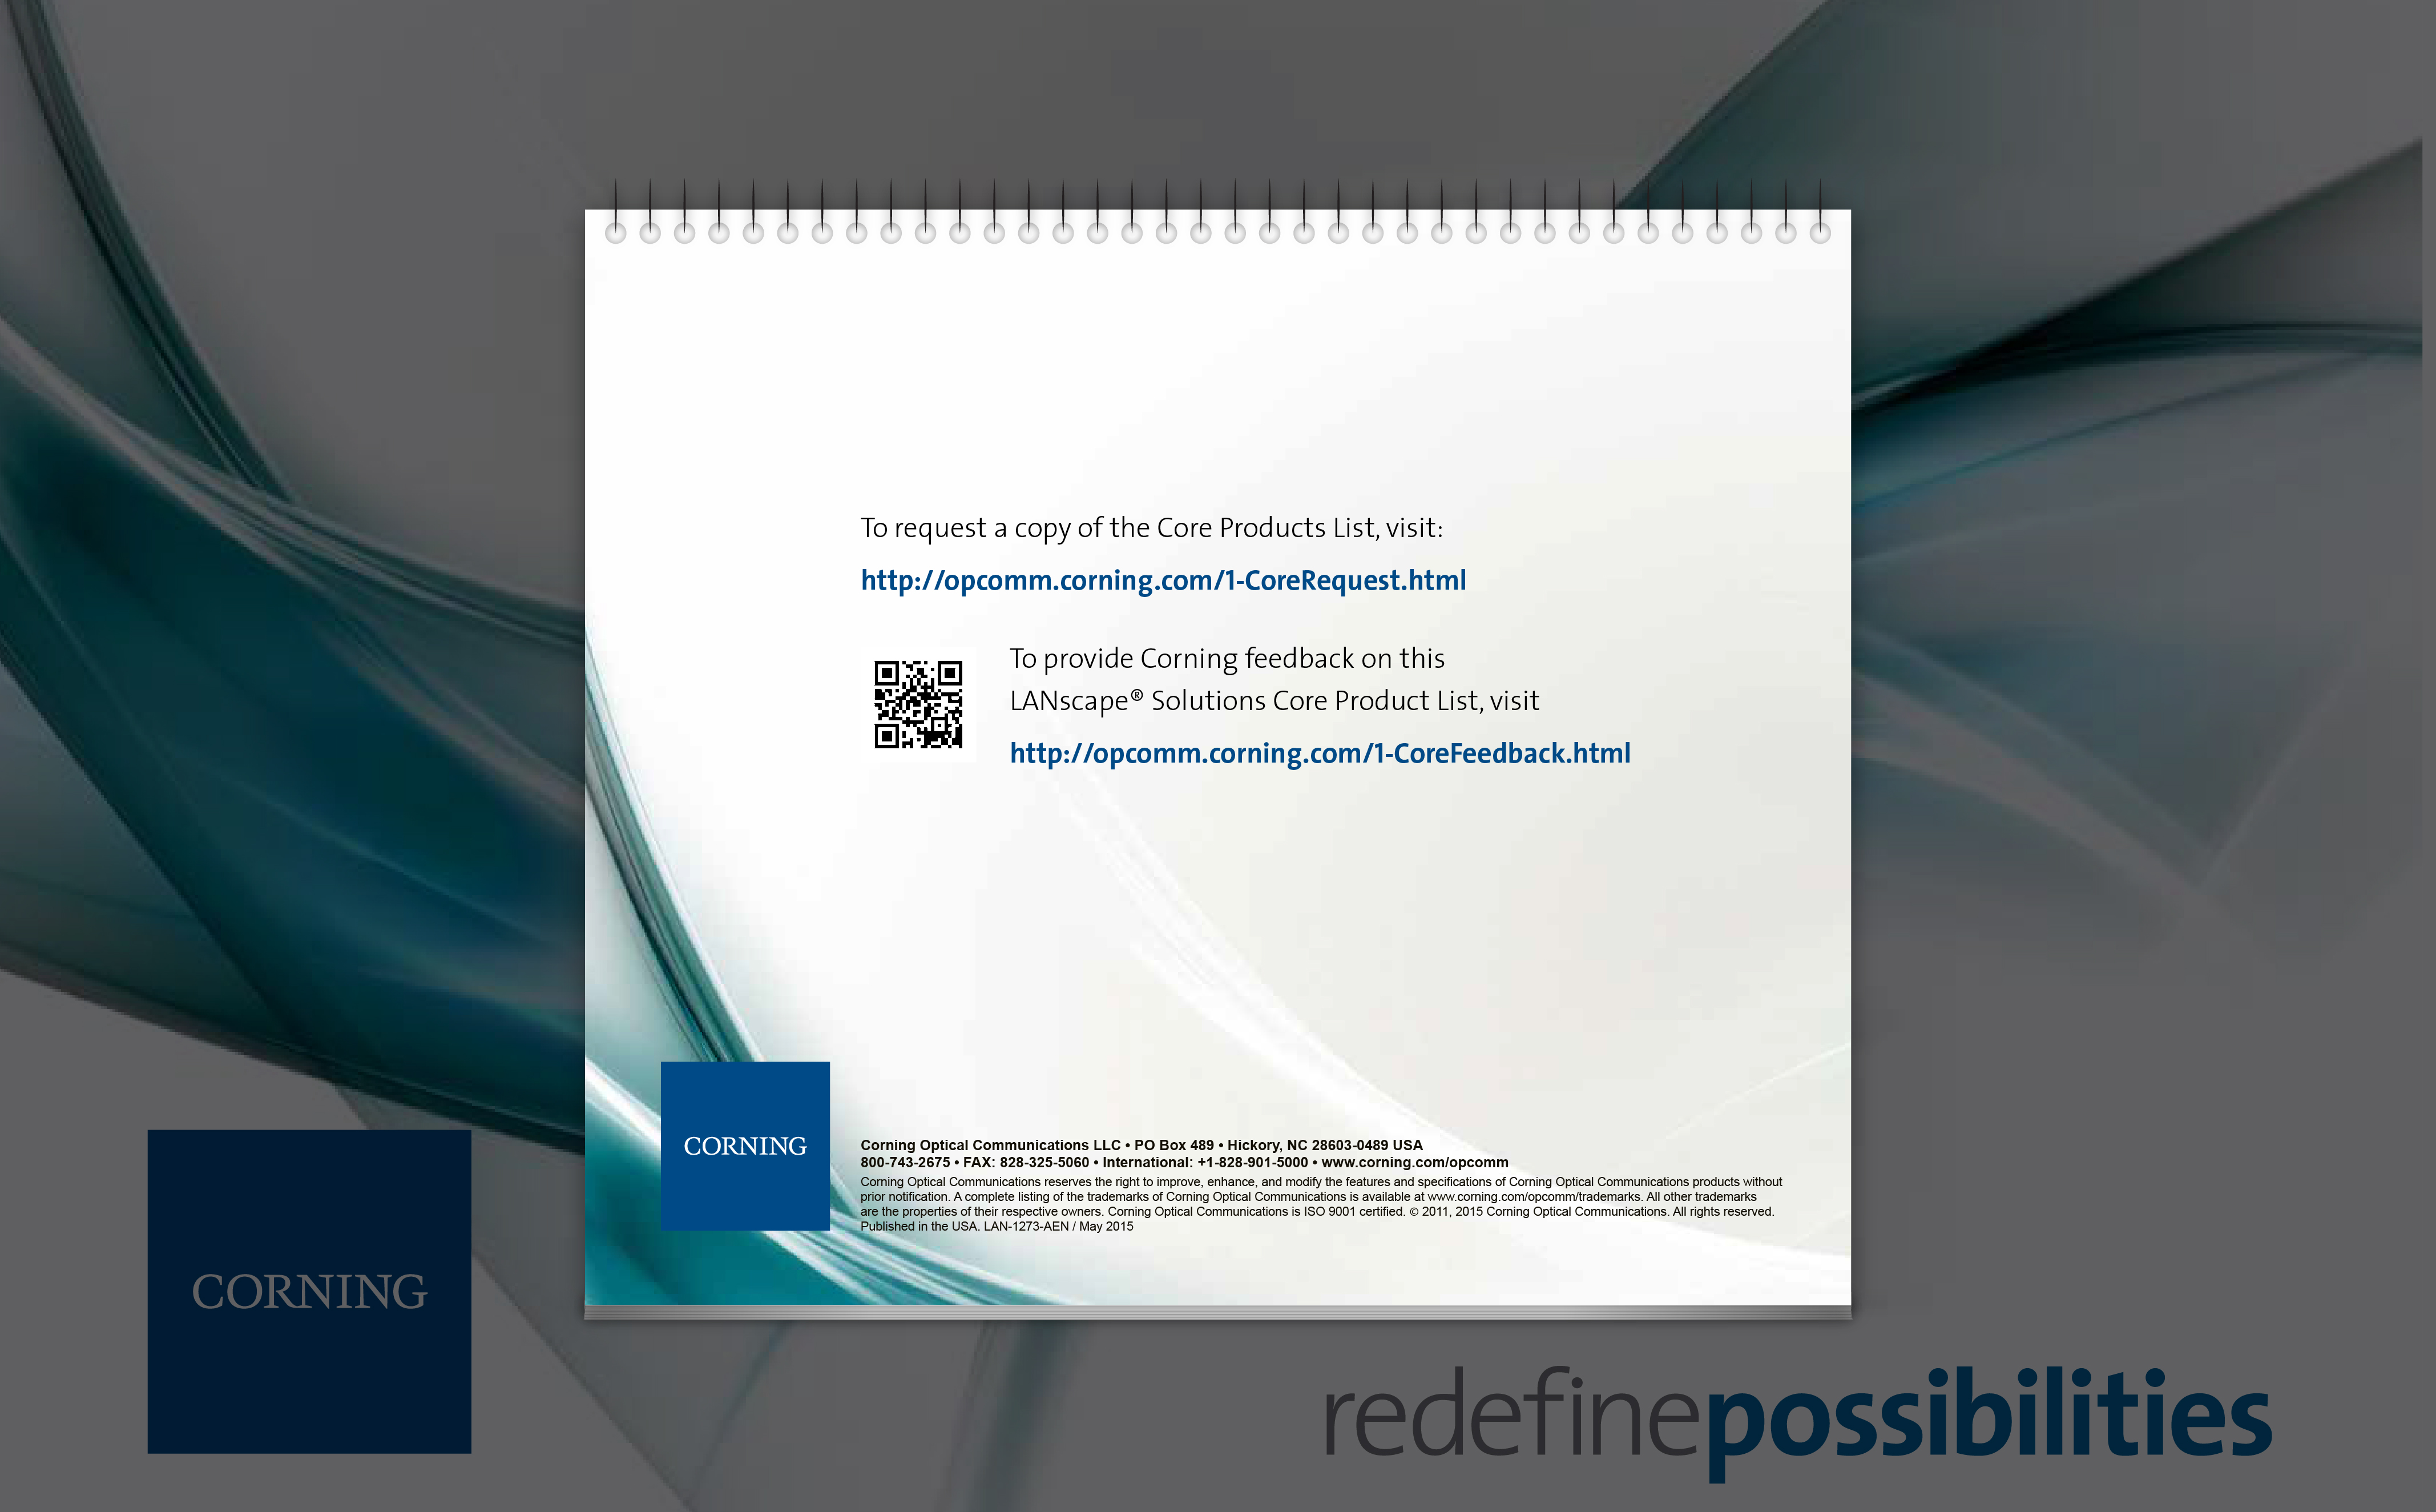 To request a copy of the Core Products List, visit:
http://opcomm.corning.com/1-CoreRequest.html
To provide Corning feedback on this
LANscape® Solutions Core Product List, visit
http://opcomm.corning.com/1-CoreFeedback.html
CORNING
Corning Optical Communications LLC • PO Box 489 • Hickory, NC 28603-0489 USA
800-743-2675 • FAX: 828-325-5060 • International: +1-828-901-5000 • www.corning.com/opcomm
Corning Optical Communications reserves the right to improve, enhance, and modify the features and specifications of Corning Optical Communications products without
prior notification. A complete listing of the trademarks of Corning Optical Communications is available at www.corning.com/opcomm/trademarks. All other trademarks
are the properties of their respective owners. Corning Optical Communications is ISO 9001 certified. © 2011, 2015 Corning Optical Communications. All rights reserved.
Published in the USA. LAN-1273-AEN / May 2015
CORNING
redefinepossibilities